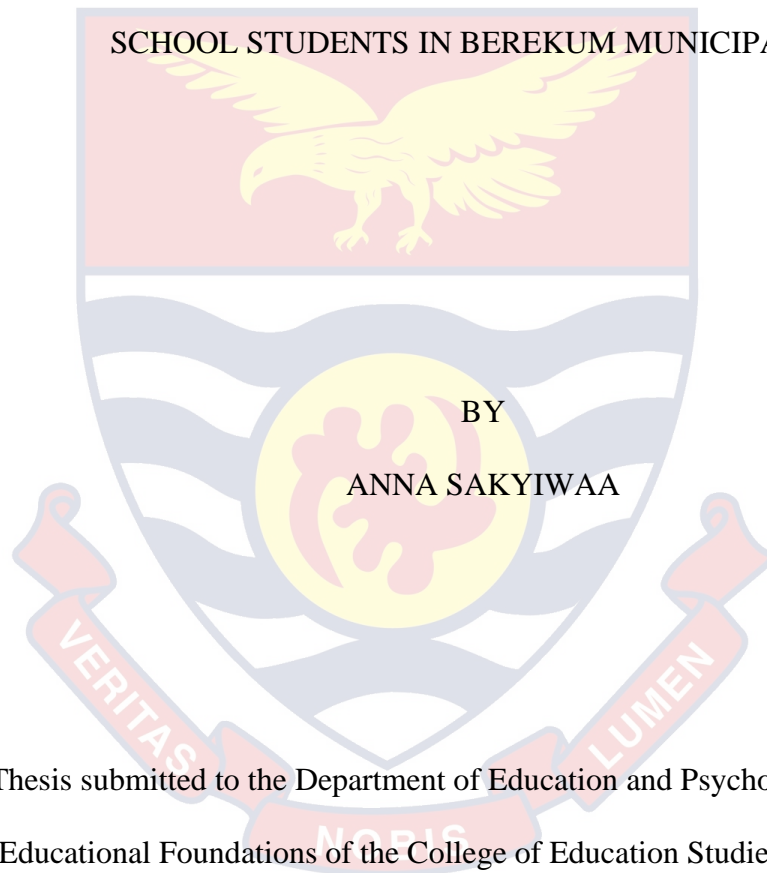 SCHOOL STUDENTS IN BEREKUM MUNICIPA
BY
ANNA SAKYIWAA
VERITAS
LUMEN
Thesis submitted to the Department of Education and Psycho
NOBIS
Educational Foundations of the College of Education Studie